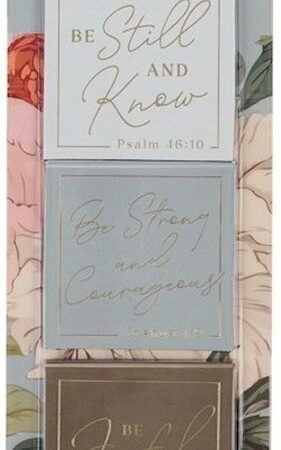 BE Still
AND
Know
Psalm 46:10
Be Strong
and
Courageous
BE